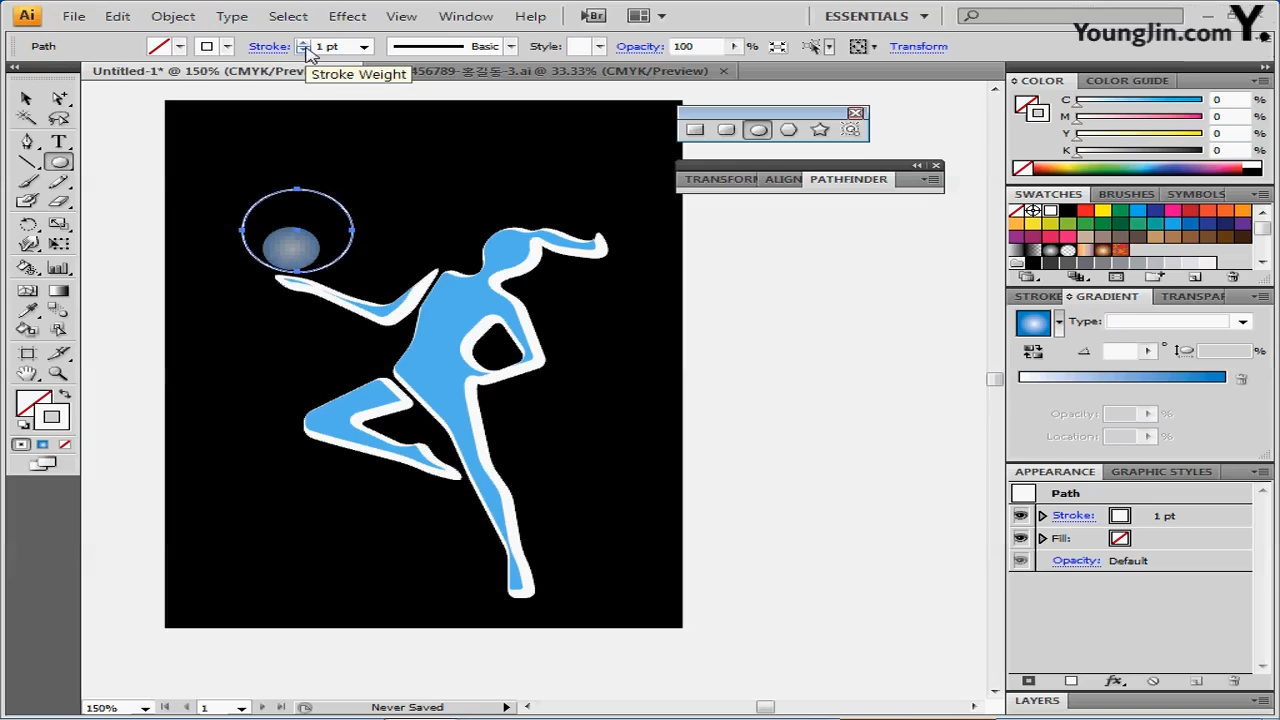 Ai File Edit Object Type Select Effect View Window Help Br ESSENTIALS
YoungJin.com Y.
Path Stroke: 1 pt Basic Style: Opacity: 100 % Transform
Stroke Weight
Untitled-1* @ 150% (CMYK/Prev 456789-홍길동-3.ai @ 33.33% (CMYK/Preview)
COLOR COLOR GUIDE
C 0 %
M 0 %
Y 0 %
K 0 %
TRANSFORM ALIGN PATHFINDER
SWATCHES BRUSHES SYMBOLS
STROKE GRADIENT TRANSPAR
Type:
° %
Opacity: %
Location: %
APPEARANCE GRAPHIC STYLES
Path
Stroke: 1 pt
Fill:
Opacity: Default
fx
LAYERS
150% 1 Never Saved